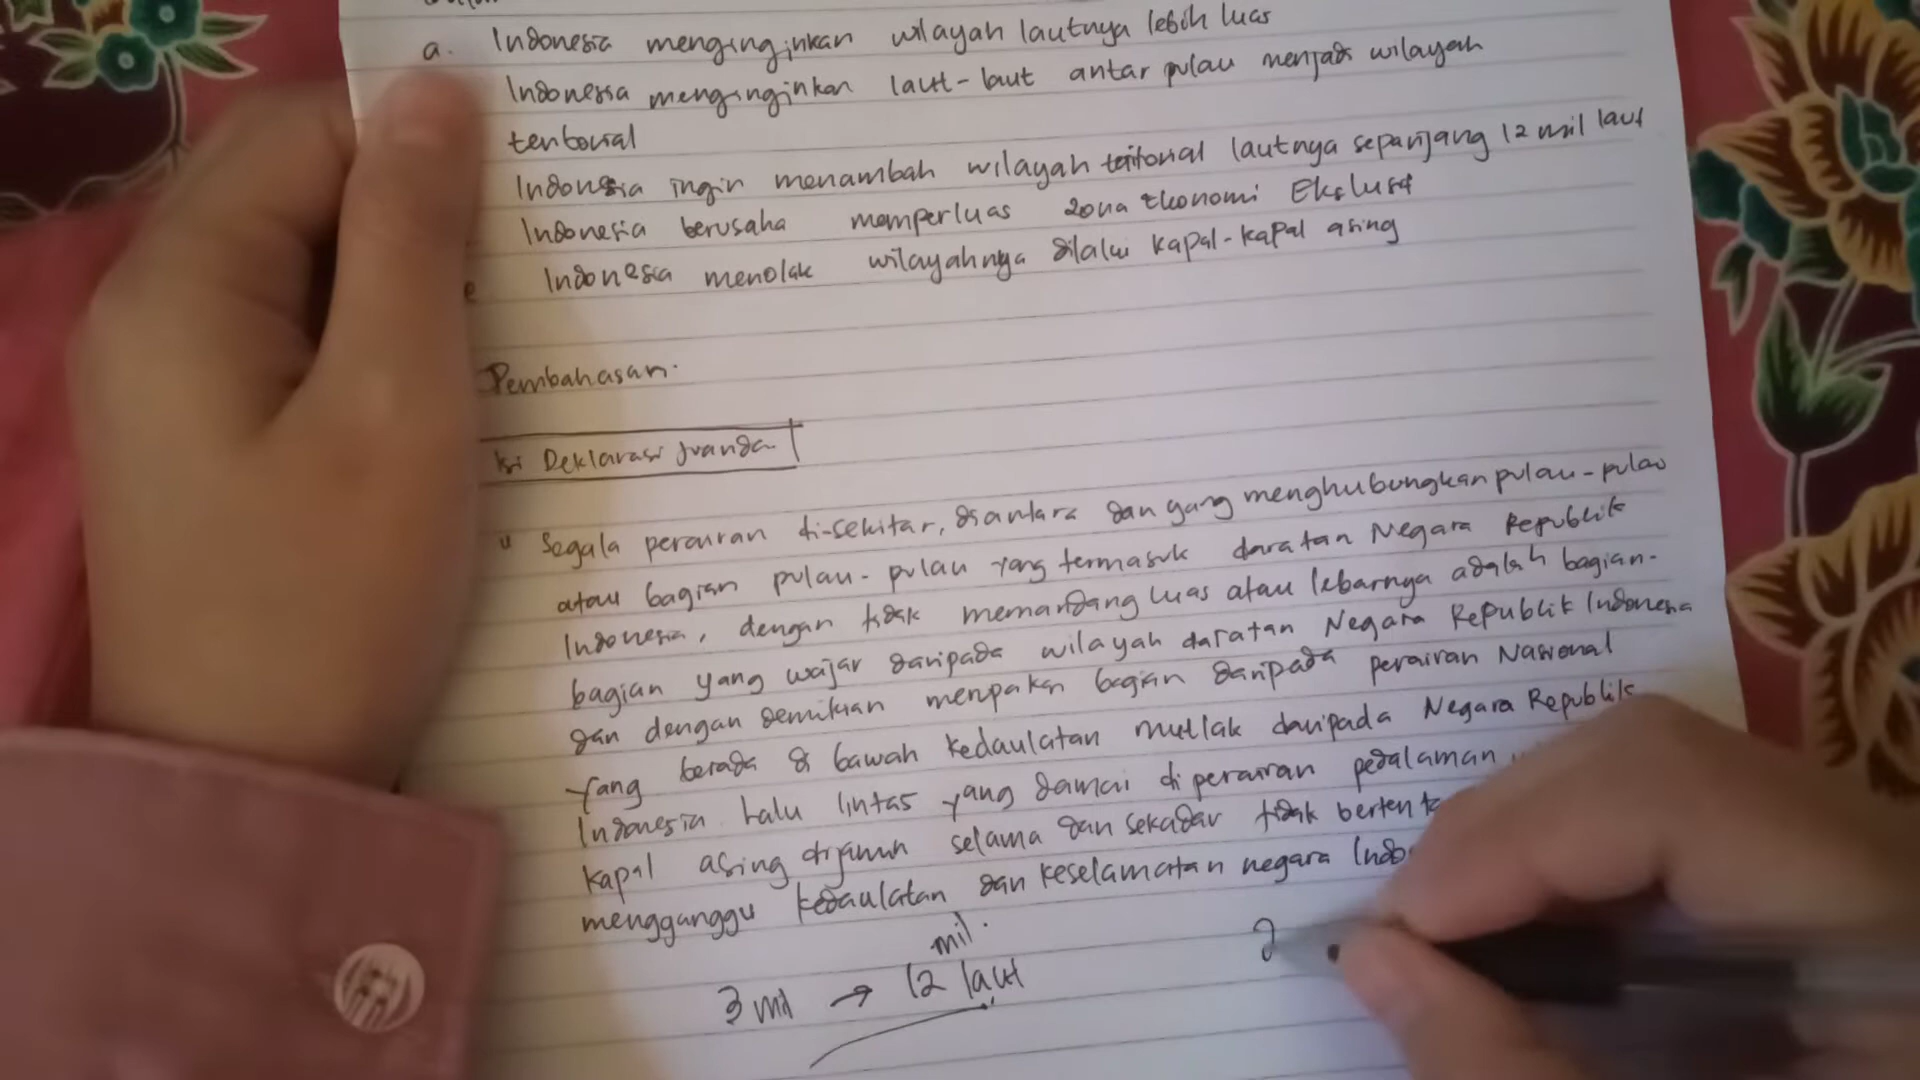 a. Indonesia menginginkan wilayah lautnya lebih luas
Indonesia menginginkan laut-laut antar pulau menjadi wilayah
teritorial
Indonesia ingin menambah wilayah teritorial lautnya sepanjang 12 mil laut
Indonesia berusaha memperluas zona Ekonomi Ekslusif
e Indonesia menolak wilayahnya dilalui kapal-kapal asing
Pembahasan.
Isi Deklarasi Juanda
" Segala perairan di-sekitar, diantara dan yang menghubungkan pulau-pulau
atau bagian pulau-pulau yang termasuk daratan Negara Republik
Indonesia, dengan tidak memandang luas atau lebarnya adalah bagian-
bagian yang wajar daripada wilayah daratan Negara Republik Indonesia
dan dengan demikian merupakan bagian daripada perairan Nasional
yang berada di bawah kedaulatan mutlak daripada Negara Republik
Indonesia. Lalu lintas yang damai di perairan pedalaman
kapal asing dijamin selama dan sekadar tidak bertenta
mengganggu kedaulatan dan keselamatan negara Indo
mil.
3 mil → 12 laut